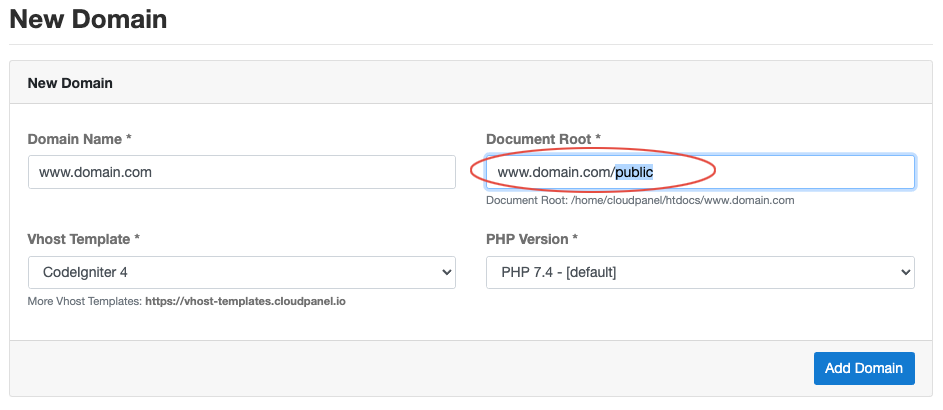 New Domain
New Domain
Domain Name *
Document Root *
www.domain.com
www.domain.com/public
Document Root: /home/cloudpanel/htdocs/www.domain.com
Vhost Template *
PHP Version *
CodeIgniter 4
PHP 7.4 - [default]
More Vhost Templates: https://vhost-templates.cloudpanel.io
Add Domain